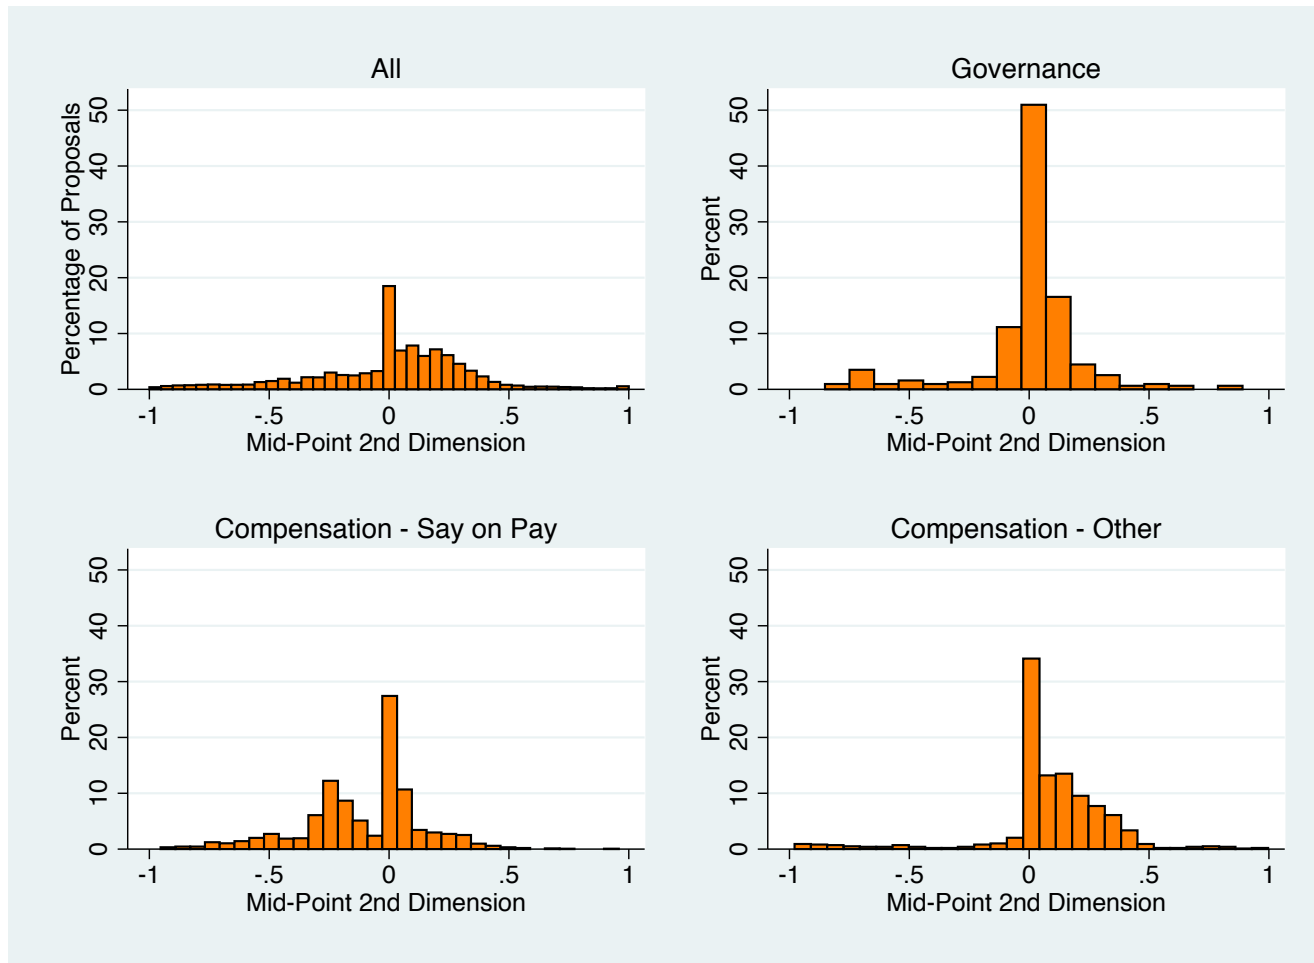 All
Percentage of Proposals
50
40
30
20
10
0
-1 -.5 0 .5 1
Mid-Point 2nd Dimension
Governance
Percent
50
40
30
20
10
0
-1 -.5 0 .5 1
Mid-Point 2nd Dimension
Compensation - Say on Pay
Percent
50
40
30
20
10
0
-1 -.5 0 .5 1
Mid-Point 2nd Dimension
Compensation - Other
Percent
50
40
30
20
10
0
-1 -.5 0 .5 1
Mid-Point 2nd Dimension